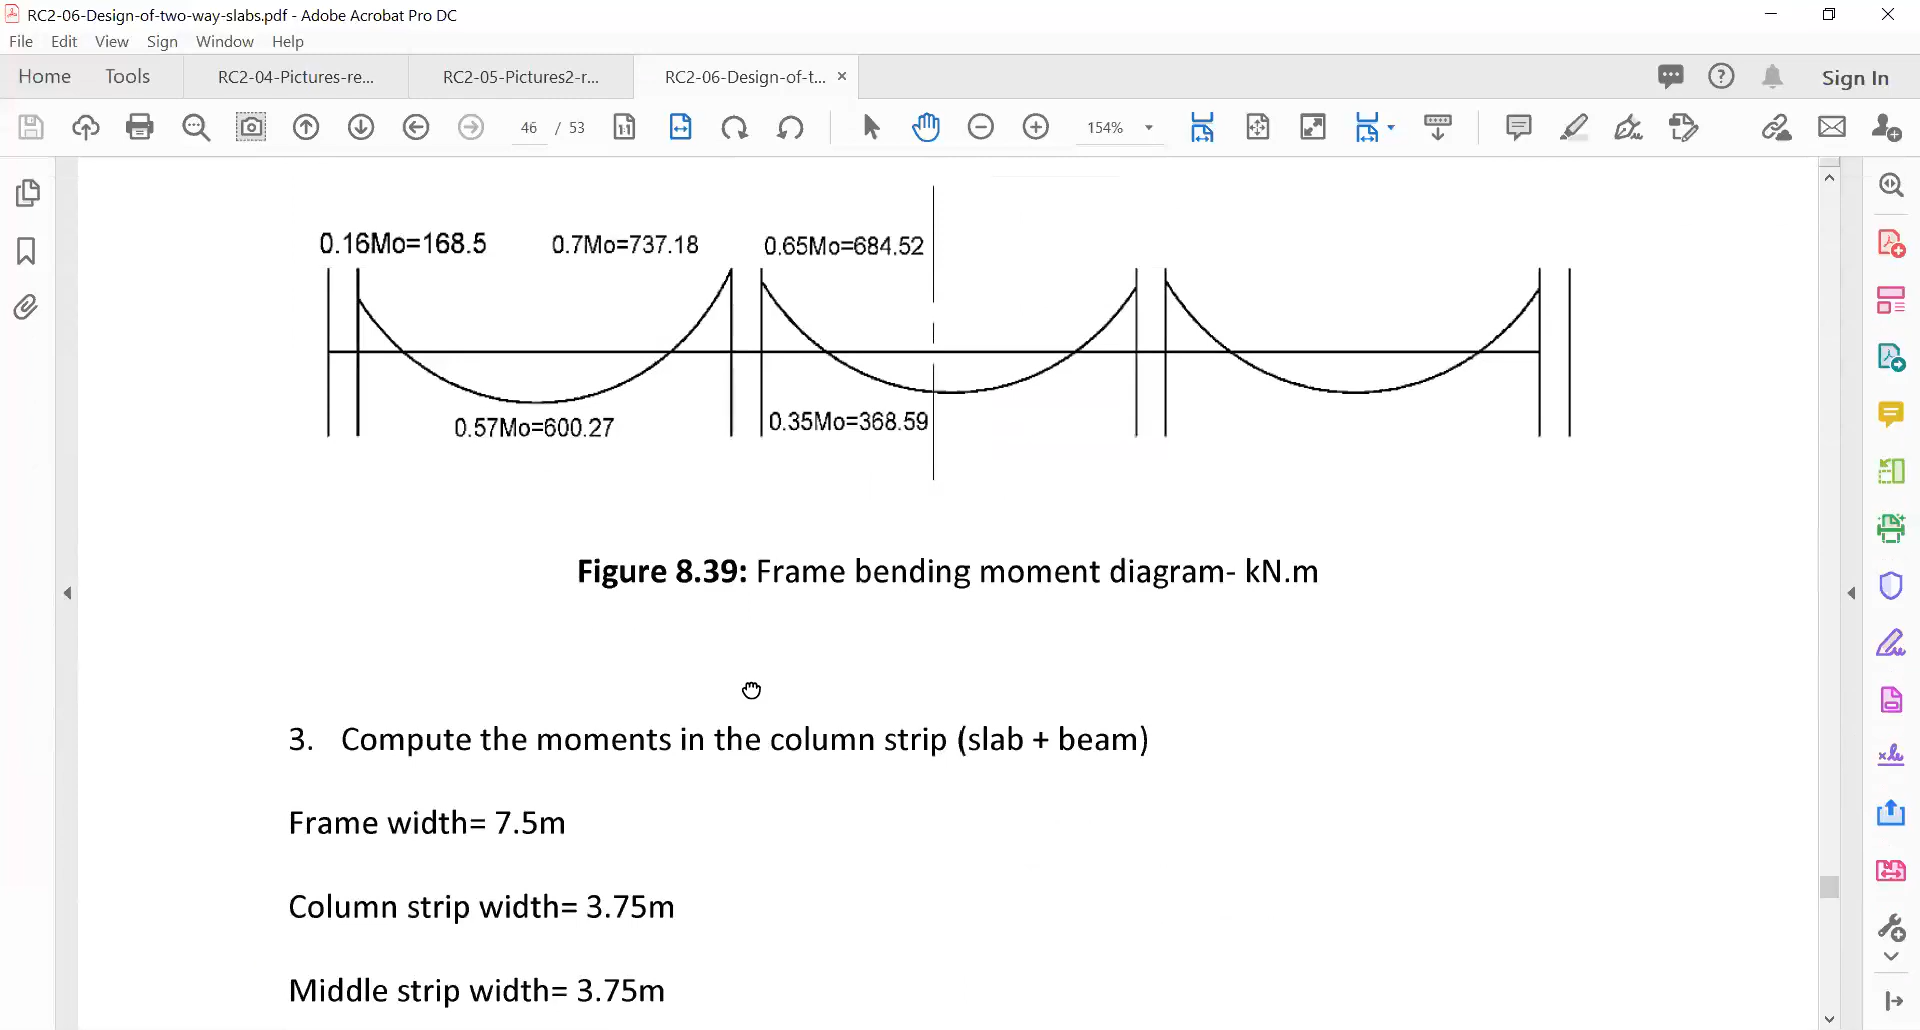 RC2-06-Design-of-two-way-slabs.pdf - Adobe Acrobat Pro DC
File Edit View Sign Window Help
Home Tools RC2-04-Pictures-re... RC2-05-Pictures2-r... RC2-06-Design-of-t... × Sign In
46 / 53 154%
0.16Mo=168.5 0.7Mo=737.18 0.65Mo=684.52
0.57Mo=600.27 0.35Mo=368.59
Figure 8.39: Frame bending moment diagram- kN.m
3. Compute the moments in the column strip (slab + beam)
Frame width= 7.5m
Column strip width= 3.75m
Middle strip width= 3.75m